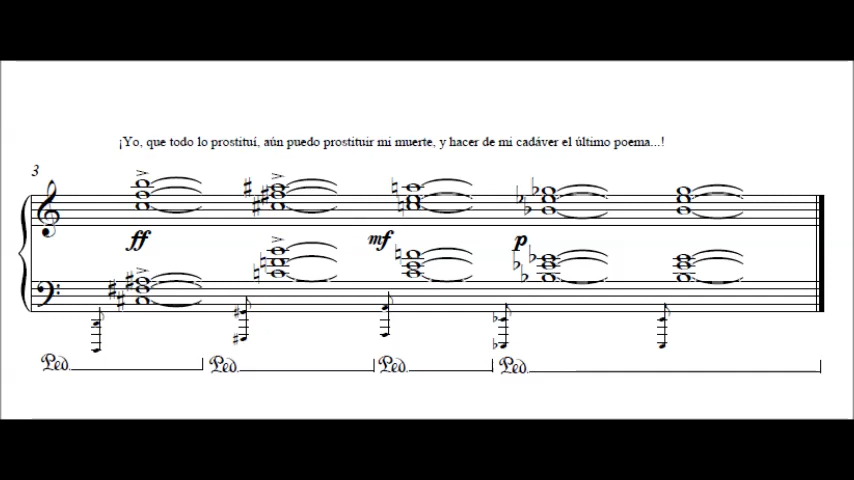 ¡Yo, que todo lo prostituí, aún puedo prostituir mi muerte, y hacer de mi cadáver el último poema...!
3
ff mf p
Ped. Ped. Ped. Ped.